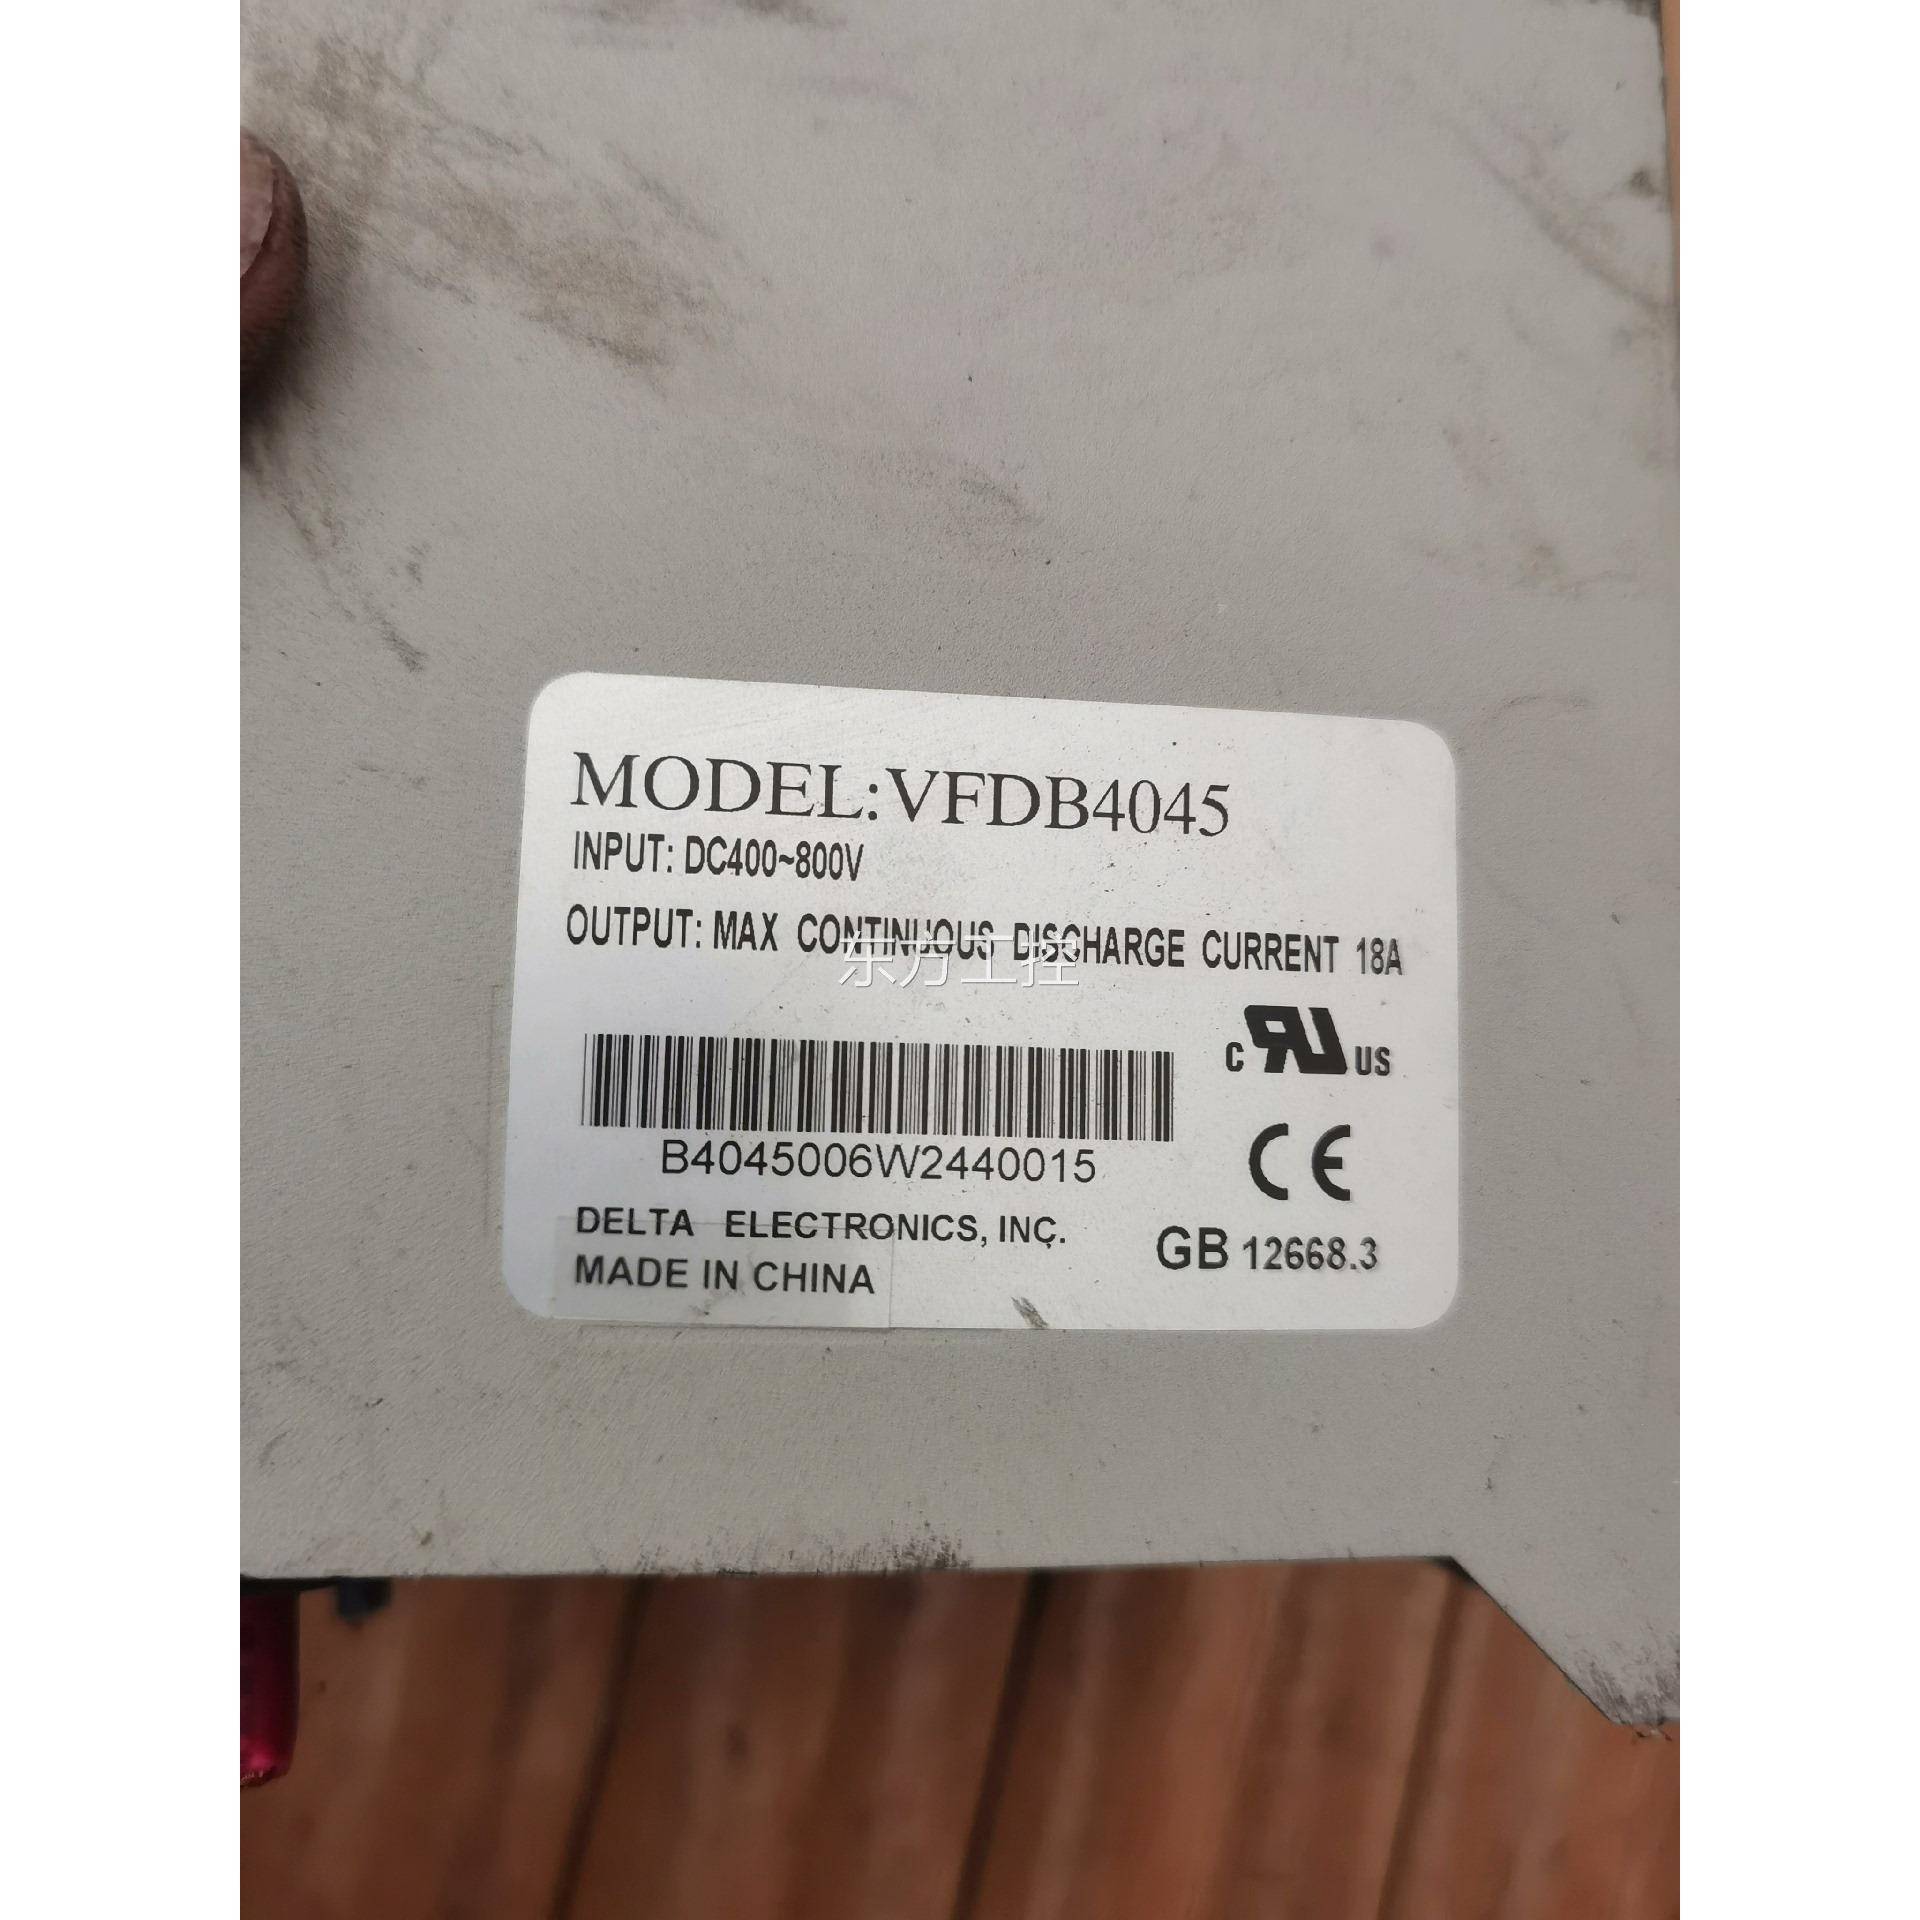 MODEL:VFDB4045
INPUT: DC400~800V
OUTPUT: MAX CONTINUOUS DISCHARGE CURRENT 18A
东方工控
C RU US
B4045006W2440015
CE
DELTA ELECTRONICS, INC.
GB 12668.3
MADE IN CHINA